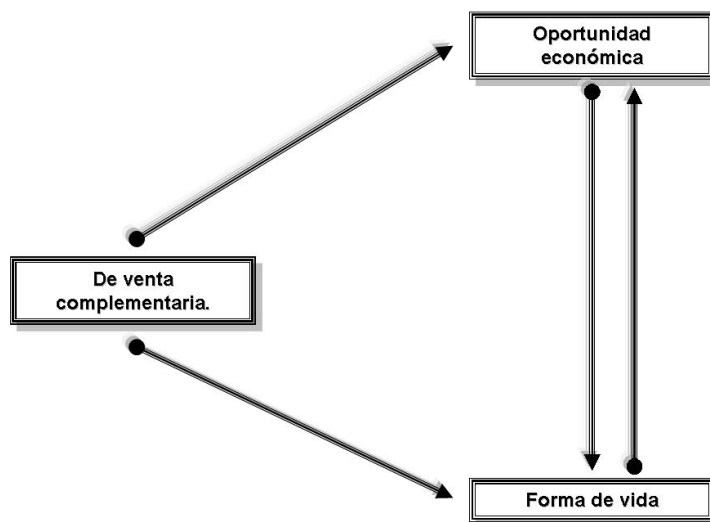 Oportunidad
económica
De venta
complementaria.
Forma de vida